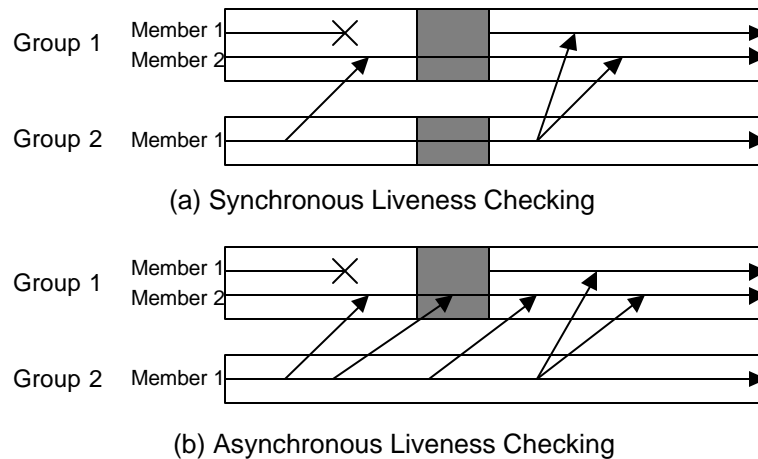 Group 1
Member 1
Member 2
Group 2
Member 1
(a) Synchronous Liveness Checking
Group 1
Member 1
Member 2
Group 2
Member 1
(b) Asynchronous Liveness Checking